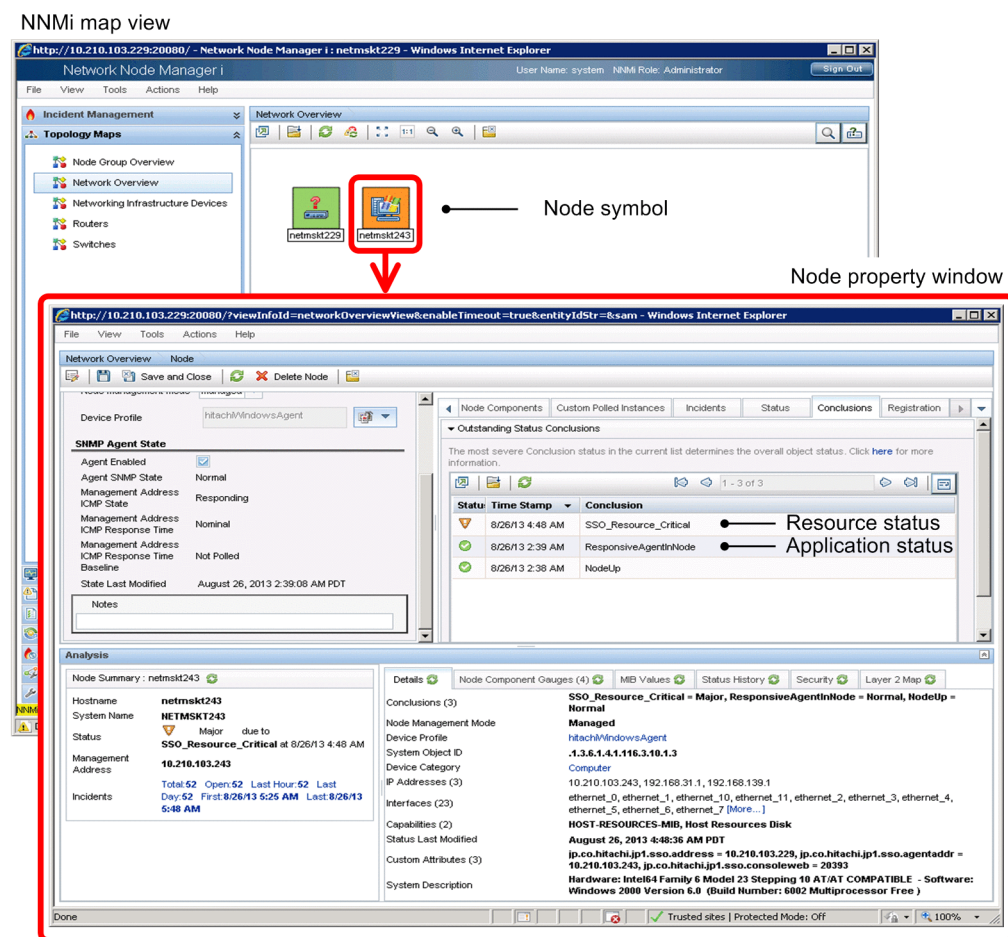 NNMi map view
http://10.210.103.229:20080/ - Network Node Manager i : netmskt229 - Windows Internet Explorer
Network Node Manager i
User Name: system NNMi Role: Administrator
Sign Out
File View Tools Actions Help
Incident Management
Topology Maps
Node Group Overview
Network Overview
Networking Infrastructure Devices
Routers
Switches
Network Overview
1:1
netmskt229
netmskt243
Node symbol
Node property window
http://10.210.103.229:20080/?viewInfoId=networkOverviewView&enableTimeout=true&entityIdStr=&sam - Windows Internet Explorer
File View Tools Actions Help
Network Overview Node
Save and Close Delete Node
Device Profile hitachiWindowsAgent
SNMP Agent State
Agent Enabled
Agent SNMP State Normal
Management Address
ICMP State
Responding
Management Address
ICMP Response Time
Nominal
Management Address
ICMP Response Time
Baseline
Not Polled
State Last Modified August 26, 2013 2:39:08 AM PDT
Notes
Node Components Custom Polled Instances Incidents Status Conclusions Registration
Outstanding Status Conclusions
The most severe Conclusion status in the current list determines the overall object status. Click here for more
information.
1 - 3 of 3
Statu Time Stamp Conclusion
8/26/13 4:48 AM SSO_Resource_Critical
Resource status
8/26/13 2:39 AM ResponsiveAgentInNode
Application status
8/26/13 2:38 AM NodeUp
Analysis
Node Summary : netmskt243
Hostname netmskt243
System Name NETMSKT243
Status
Major due to
SSO_Resource_Critical at 8/26/13 4:48 AM
Management
Address
10.210.103.243
Incidents
Total:52 Open:52 Last Hour:52 Last
Day:52 First:8/26/13 5:25 AM Last:8/26/13
5:48 AM
Details Node Component Gauges (4) MIB Values Status History Security Layer 2 Map
Conclusions (3)
SSO_Resource_Critical = Major, ResponsiveAgentInNode = Normal, NodeUp =
Normal
Node Management Mode Managed
Device Profile hitachiWindowsAgent
System Object ID .1.3.6.1.4.1.116.3.10.1.3
Device Category Computer
IP Addresses (3) 10.210.103.243, 192.168.31.1, 192.168.139.1
Interfaces (23)
ethernet_0, ethernet_1, ethernet_10, ethernet_11, ethernet_2, ethernet_3, ethernet_4,
ethernet_5, ethernet_6, ethernet_7 [More...]
Capabilities (2) HOST-RESOURCES-MIB, Host Resources Disk
Status Last Modified August 26, 2013 4:48:36 AM PDT
Custom Attributes (3)
jp.co.hitachi.jp1.sso.address = 10.210.103.229, jp.co.hitachi.jp1.sso.agentaddr =
10.210.103.243, jp.co.hitachi.jp1.sso.consoleweb = 20393
System Description
Hardware: Intel64 Family 6 Model 23 Stepping 10 AT/AT COMPATIBLE - Software:
Windows 2000 Version 6.0 (Build Number: 6002 Multiprocessor Free )
Done
Trusted sites | Protected Mode: Off
100%